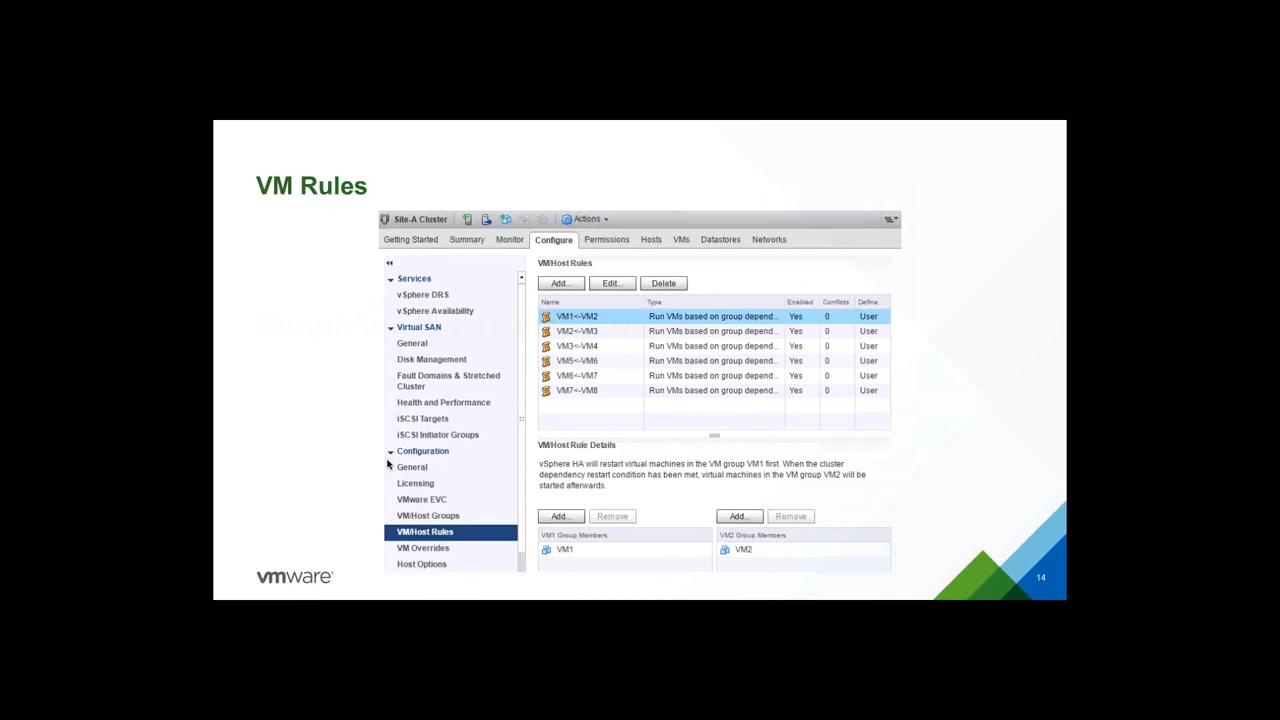 VM Rules
Site-A Cluster Actions
Getting Started Summary Monitor Configure Permissions Hosts VMs Datastores Networks
Services
vSphere DRS
vSphere Availability
Virtual SAN
General
Disk Management
Fault Domains & Stretched
Cluster
Health and Performance
iSCSI Targets
iSCSI Initiator Groups
Configuration
General
Licensing
VMware EVC
VM/Host Groups
VM/Host Rules
VM Overrides
Host Options
VM/Host Rules
Add... Edit... Delete
Name Type Enabled Conflicts Define...
VM1<-VM2 Run VMs based on group depend... Yes 0 User
VM2<-VM3 Run VMs based on group depend... Yes 0 User
VM3<-VM4 Run VMs based on group depend... Yes 0 User
VM5<-VM6 Run VMs based on group depend... Yes 0 User
VM6<-VM7 Run VMs based on group depend... Yes 0 User
VM7<-VM8 Run VMs based on group depend... Yes 0 User
VM/Host Rule Details
vSphere HA will restart virtual machines in the VM group VM1 first. When the cluster
dependency restart condition has been met, virtual machines in the VM group VM2 will be
started afterwards.
Add... Remove Add... Remove
VM1 Group Members VM2 Group Members
VM1 VM2
vmware®
14